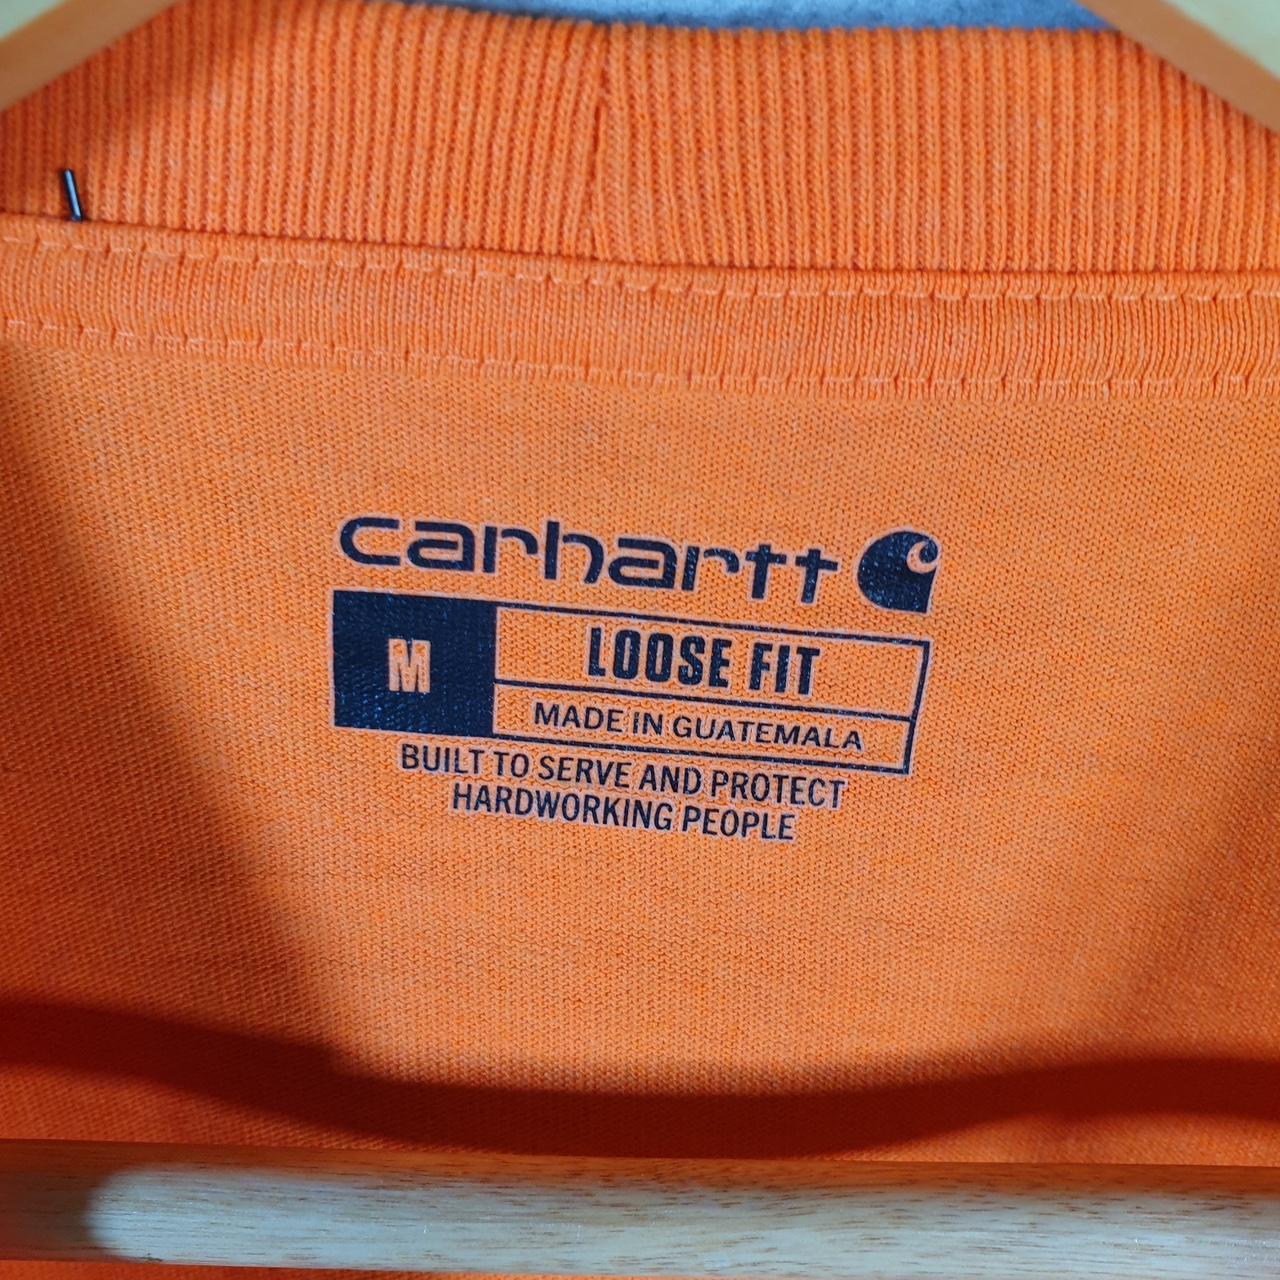 carhartt
M
LOOSE FIT
MADE IN GUATEMALA
BUILT TO SERVE AND PROTECT
HARDWORKING PEOPLE